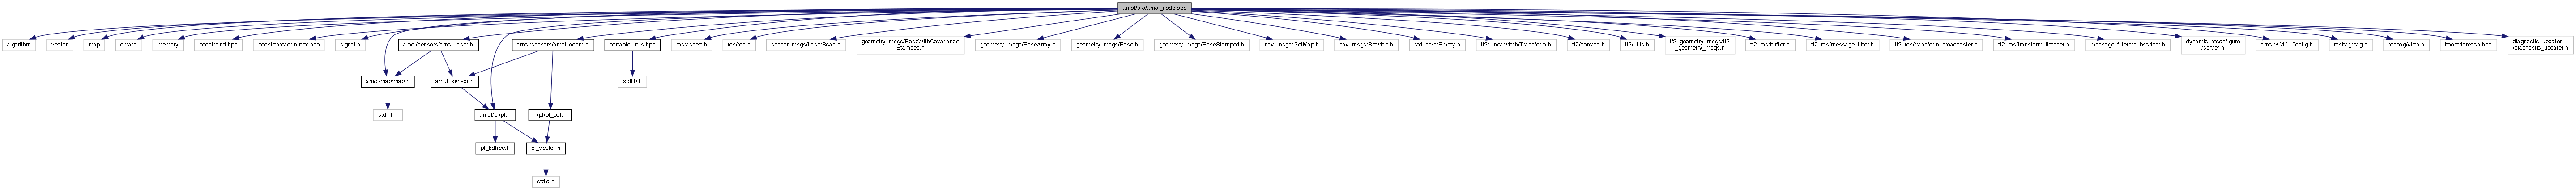 amcl/src/amcl_node.cpp
algorithm
vector
map
cmath
memory
boost/bind.hpp
boost/thread/mutex.hpp
signal.h
amcl/sensors/amcl_laser.h
amcl/sensors/amcl_odom.h
portable_utils.hpp
ros/assert.h
ros/ros.h
sensor_msgs/LaserScan.h
geometry_msgs/PoseWithCovariance
Stamped.h
geometry_msgs/PoseArray.h
geometry_msgs/Pose.h
geometry_msgs/PoseStamped.h
nav_msgs/GetMap.h
nav_msgs/SetMap.h
std_srvs/Empty.h
tf2/LinearMath/Transform.h
tf2/convert.h
tf2/utils.h
tf2_geometry_msgs/tf2
_geometry_msgs.h
tf2_ros/buffer.h
tf2_ros/message_filter.h
tf2_ros/transform_broadcaster.h
tf2_ros/transform_listener.h
message_filters/subscriber.h
dynamic_reconfigure
/server.h
amcl/AMCLConfig.h
rosbag/bag.h
rosbag/view.h
boost/foreach.hpp
diagnostic_updater
/diagnostic_updater.h
amcl/map/map.h
amcl_sensor.h
stdlib.h
stdint.h
amcl/pf/pf.h
../pf/pf_pdf.h
pf_kdtree.h
pf_vector.h
stdio.h